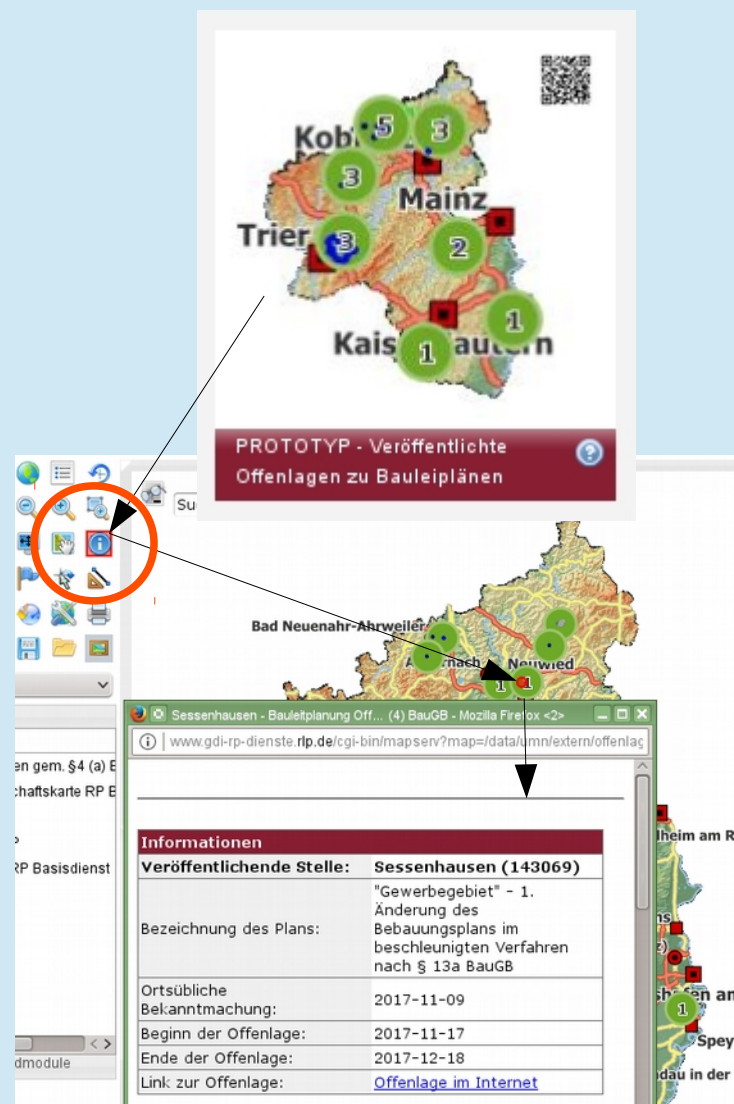 5
3
Kob
3
Mainz
Trier
3
2
1
Kais
1
autern
PROTOTYP - Veröffentlichte
Offenlagen zu Bauleiplänen
Su
Bad Neuenahr-Ahrweiler
Neuwied
1
1
Sessenhausen - Bauleitplanung Off... (4) BauGB - Mozilla Firefox <2>
www.gdi-rp-dienste.rlp.de/cgi-bin/mapserv?map=/data/umn/extern/offenlag
en gem. §4 (a) B
chaftskarte RP B
RP Basisdienst
dmodule
Informationen
Veröffentlichende Stelle: Sessenhausen (143069)
Bezeichnung des Plans: "Gewerbegebiet" - 1.
Änderung des
Bebauungsplans im
beschleunigten Verfahren
nach § 13a BauGB
Ortsübliche
Bekanntmachung: 2017-11-09
Beginn der Offenlage: 2017-11-17
Ende der Offenlage: 2017-12-18
Link zur Offenlage: Offenlage im Internet
heim am R
1
Spey
dau in der